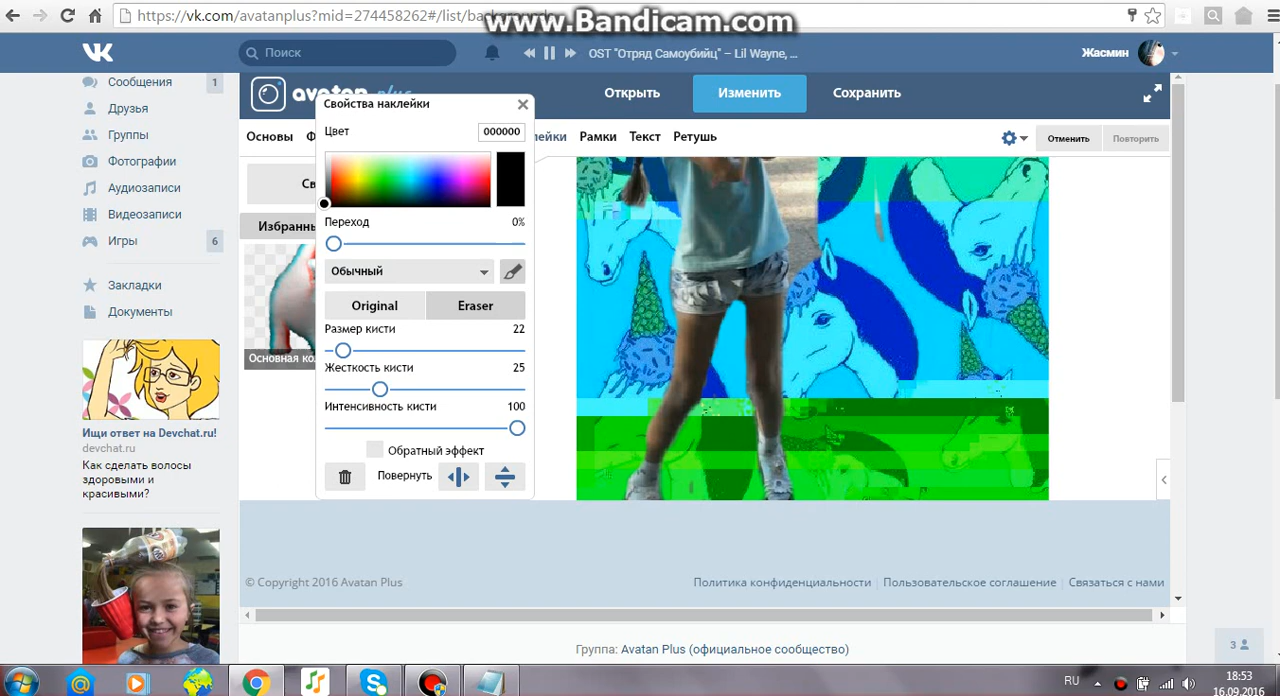 https://vk.com/avatanplus?mid=274458262#/list/back
www.Bandicam.com
Поиск
OST "Отряд Самоубийц" – Lil Wayne, ...
Жасмин
Сообщения 1
Друзья
Группы
Фотографии
Аудиозаписи
Видеозаписи
Игры 6
Закладки
Документы
Ищи ответ на Devchat.ru!
devchat.ru
Как сделать волосы
здоровыми и
красивыми?
avatan plus
Открыть
Изменить
Сохранить
Основы
Рамки
Текст
Ретушь
Отменить
Повторить
Свойства наклейки
Цвет
000000
Переход
0%
Обычный
Original
Eraser
Размер кисти
22
Жесткость кисти
25
Интенсивность кисти
100
Обратный эффект
Повернуть
© Copyright 2016 Avatan Plus
Политика конфиденциальности
Пользовательское соглашение
Связаться с нами
Группа: Avatan Plus (официальное сообщество)
3
RU
18:53
16.09.2016